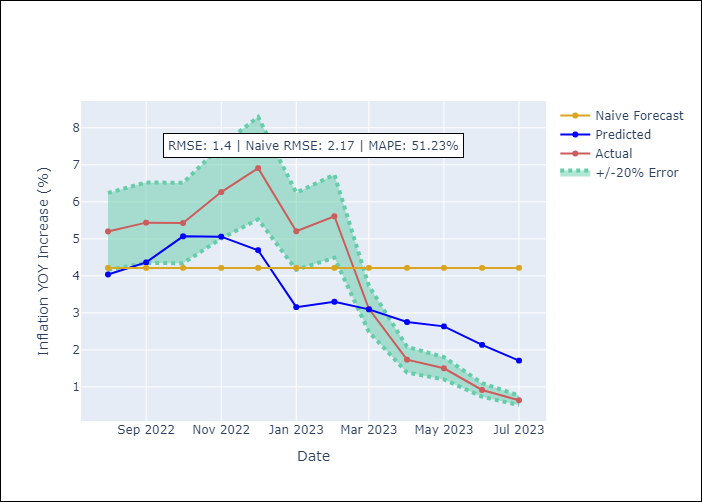 RMSE: 1.4 | Naive RMSE: 2.17 | MAPE: 51.23%
Naive Forecast
Predicted
Actual
+/-20% Error
Inflation YOY Increase (%)
8
7
6
5
4
3
2
1
Sep 2022
Nov 2022
Jan 2023
Mar 2023
May 2023
Jul 2023
Date